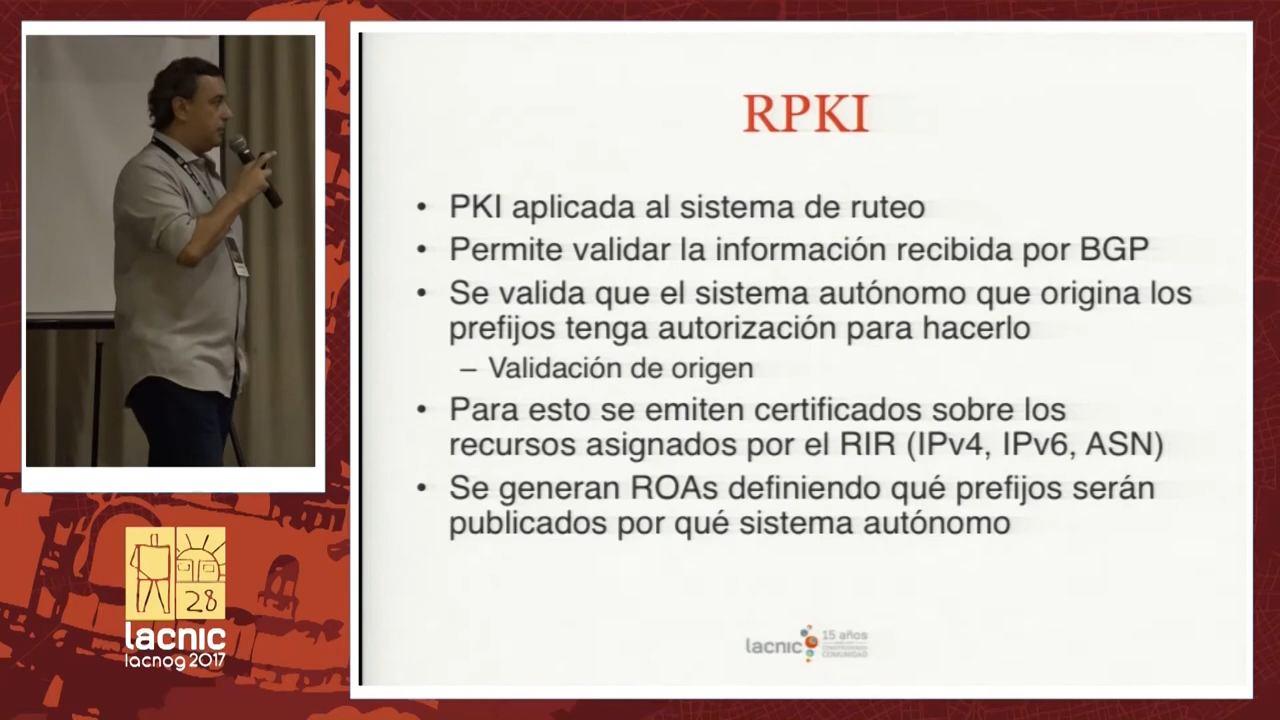 RPKI
• PKI aplicada al sistema de ruteo
• Permite validar la información recibida por BGP
• Se valida que el sistema autónomo que origina los
prefijos tenga autorización para hacerlo
– Validación de origen
• Para esto se emiten certificados sobre los
recursos asignados por el RIR (IPv4, IPv6, ASN)
• Se generan ROAs definiendo qué prefijos serán
publicados por qué sistema autónomo
lacnic
15 años
CONSTRUYENDO
COMUNIDAD
28
lacnic
lacnog 2017